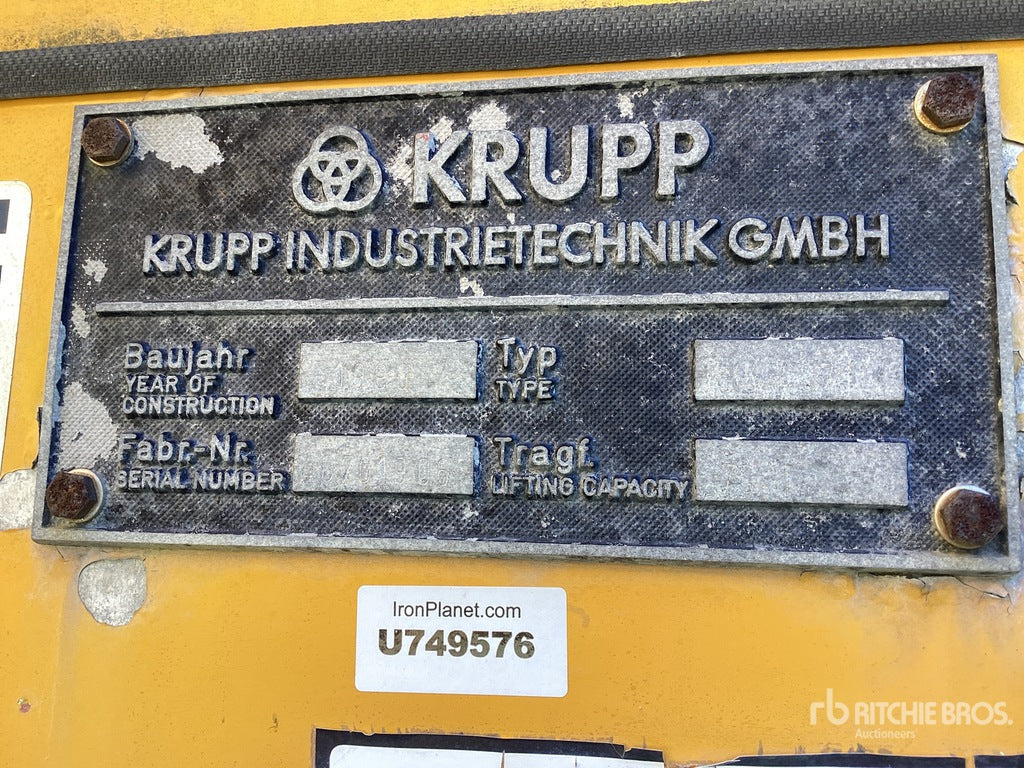 KRUPP
KRUPP INDUSTRIETECHNIK GMBH
Baujahr
YEAR OF
CONSTRUCTION
Typ
TYPE
Fabr.-Nr.
SERIAL NUMBER
Tragf.
LIFTING CAPACITY
IronPlanet.com
U749576
rb RITCHIE BROS.
Auctioneers